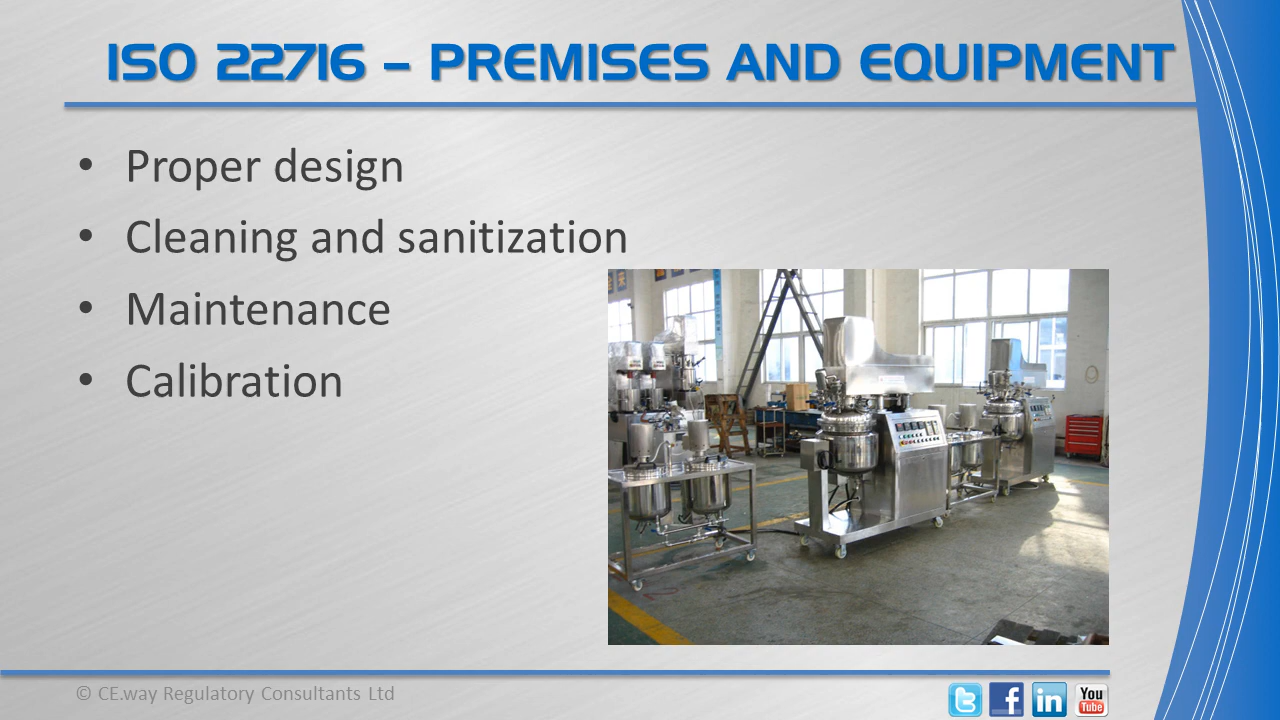 ISO 22716 – PREMISES AND EQUIPMENT
• Proper design
• Cleaning and sanitization
• Maintenance
• Calibration
© CE.way Regulatory Consultants Ltd
You
Tube